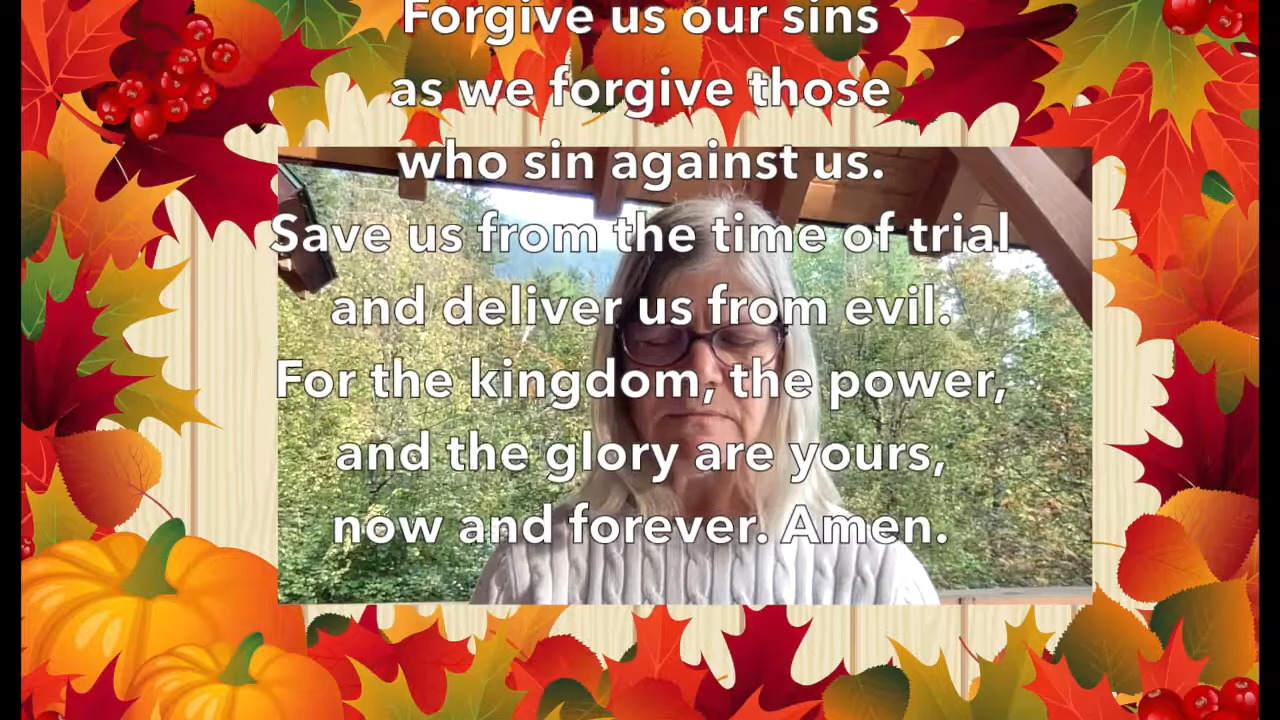 Forgive us our sins
as we forgive those
who sin against us.
Save us from the time of trial
and deliver us from evil.
For the kingdom, the power,
and the glory are yours,
now and forever. Amen.